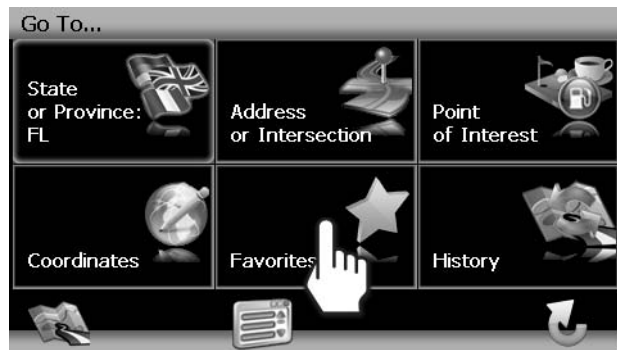 Go To...
State
or Province:
FL
Address
or Intersection
Point
of Interest
Coordinates
Favorites
History